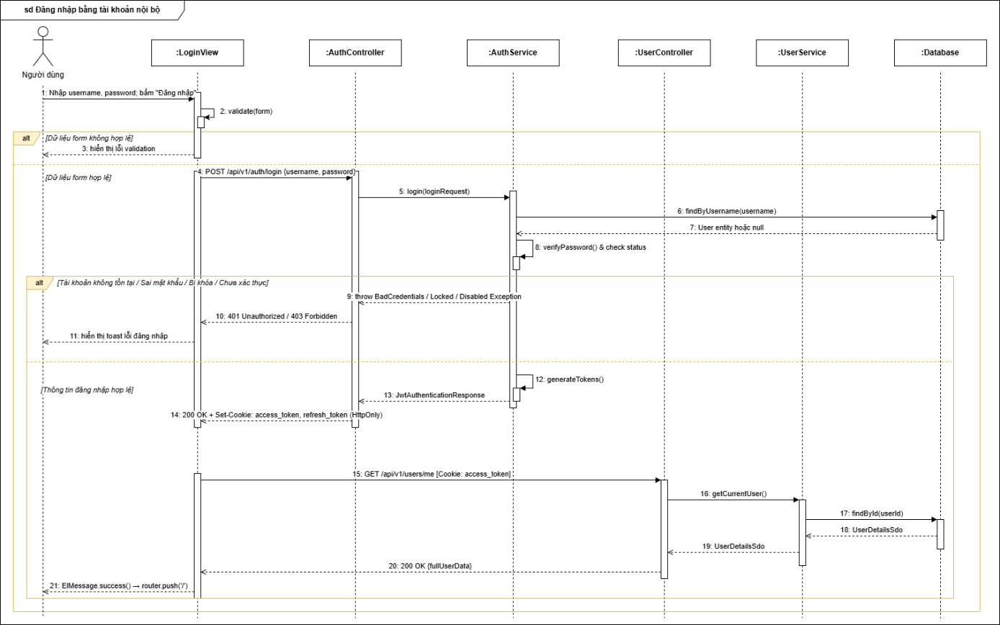 sd Đăng nhập bằng tài khoản nội bộ
Người dùng
:LoginView
:AuthController
:AuthService
:UserController
:UserService
:Database
1: Nhập username, password; bấm "Đăng nhập"
2: validate(form)
alt
[Dữ liệu form không hợp lệ]
3: hiển thị lỗi validation
[Dữ liệu form hợp lệ]
4: POST /api/v1/auth/login {username, password}
5: login(loginRequest)
6: findByUsername(username)
7: User entity hoặc null
8: verifyPassword() & check status
alt
[Tài khoản không tồn tại / Sai mật khẩu / Bị khóa / Chưa xác thực]
9: throw BadCredentials / Locked / Disabled Exception
10: 401 Unauthorized / 403 Forbidden
11: hiển thị toast lỗi đăng nhập
12: generateTokens()
[Thông tin đăng nhập hợp lệ]
13: JwtAuthenticationResponse
14: 200 OK + Set-Cookie: access_token, refresh_token (HttpOnly)
15: GET /api/v1/users/me [Cookie: access_token]
16: getCurrentUser()
17: findById(userId)
18: UserDetailsSdo
19: UserDetailsSdo
20: 200 OK {fullUserData}
21: ElMessage.success() → router.push('/')